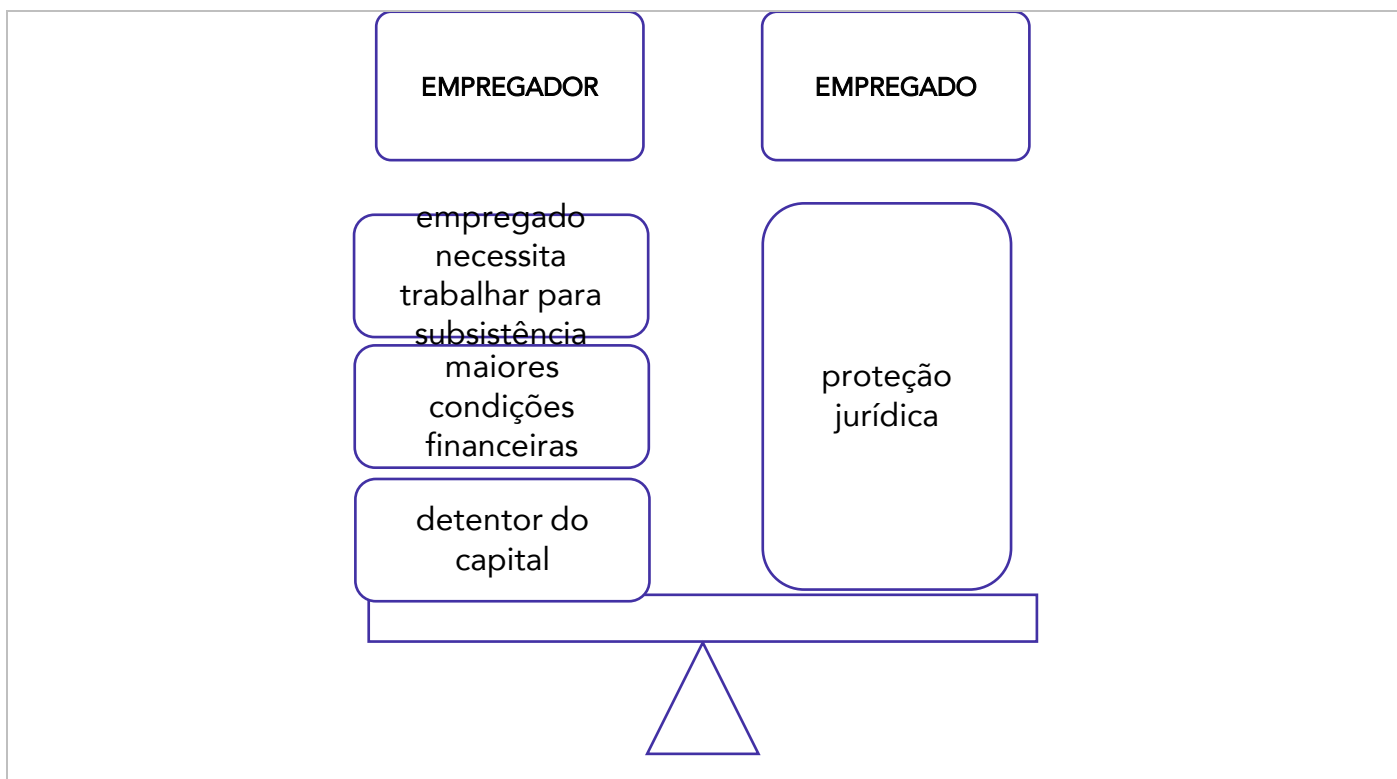 EMPREGADOR
EMPREGADO
empregado
necessita
trabalhar para
subsistência
maiores
condições
financeiras
detentor do
capital
proteção
jurídica